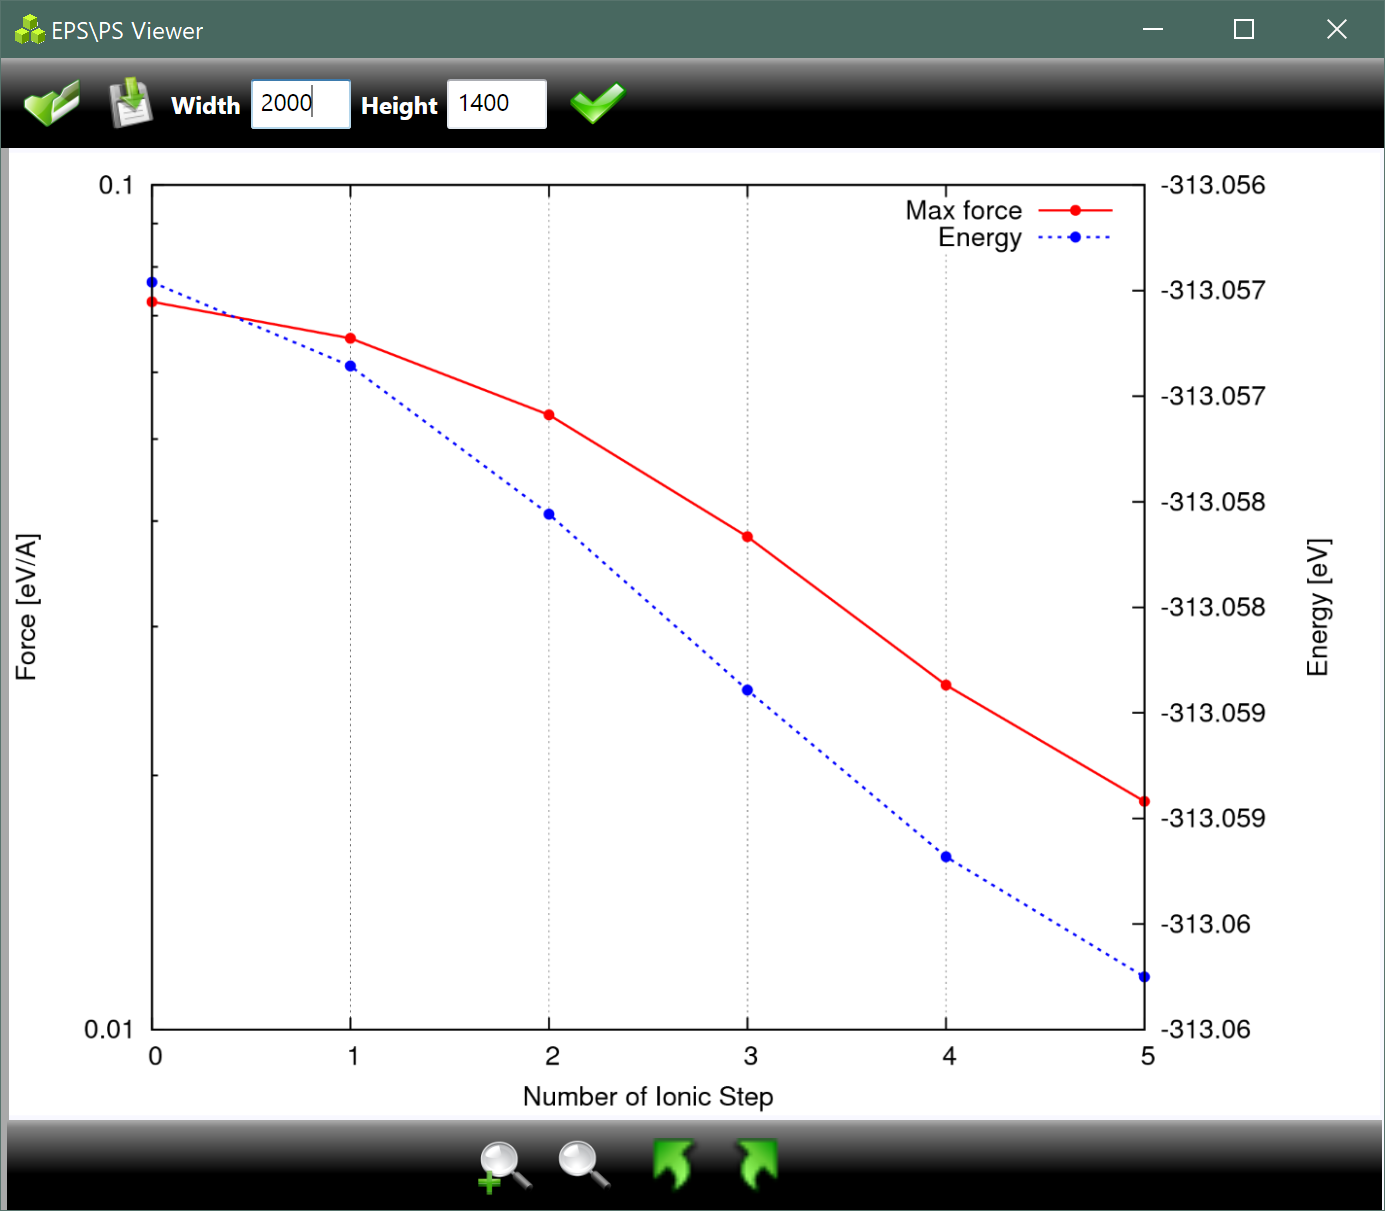 EPS\PS Viewer
Width 2000 Height 1400
Max force
Energy
0.1
0.01
Force [eV/A]
-313.056
-313.057
-313.057
-313.058
-313.058
-313.059
-313.059
-313.06
-313.06
Energy [eV]
0 1 2 3 4 5
Number of Ionic Step